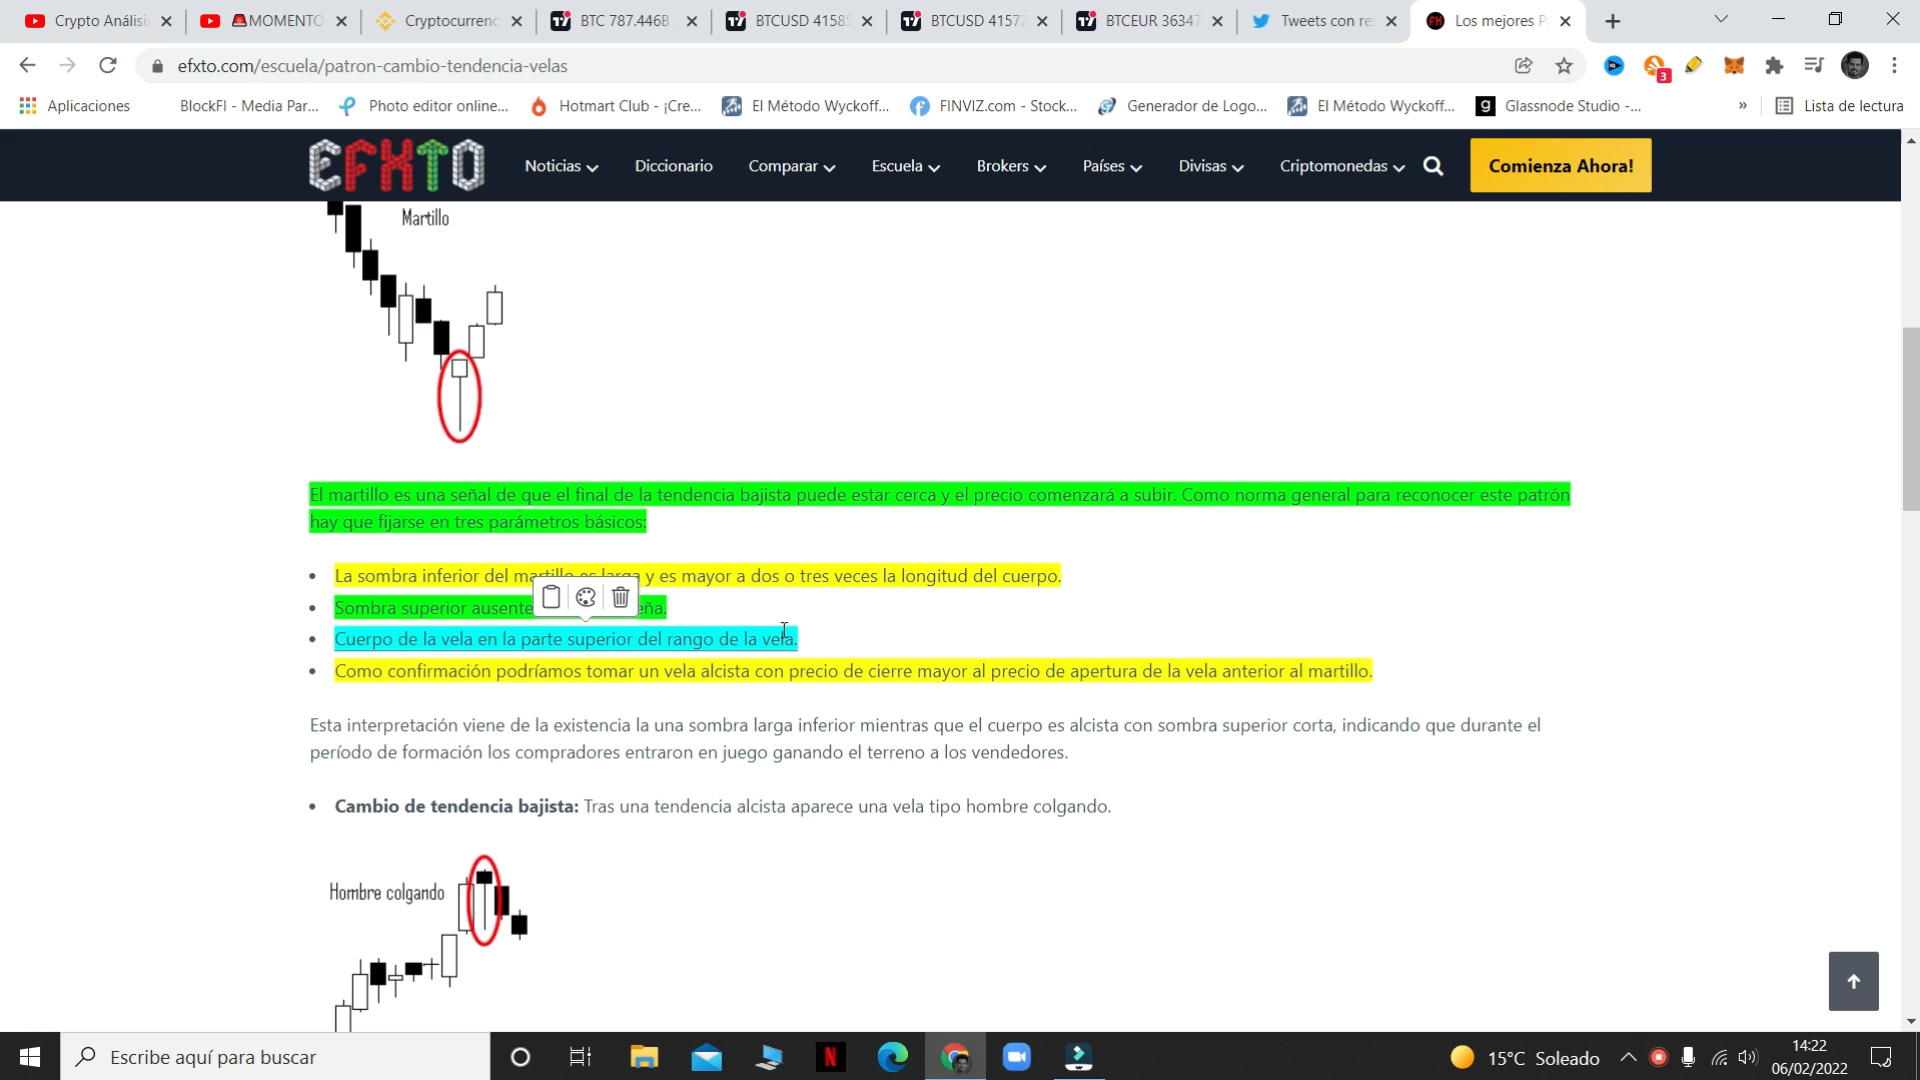 Crypto Análisi
🚨MOMENTO
Cryptocurrenc
BTC 787.446B
BTCUSD 4158
BTCUSD 4157
BTCEUR 36347
Tweets con re
Los mejores P
efxto.com/escuela/patron-cambio-tendencia-velas
3
Aplicaciones
BlockFI - Media Par...
Photo editor online...
Hotmart Club - ¡Cre...
El Método Wyckoff...
FINVIZ.com - Stock...
Generador de Logo...
El Método Wyckoff...
Glassnode Studio -...
»
Lista de lectura
EFXTO
Noticias
Diccionario
Comparar
Escuela
Brokers
Países
Divisas
Criptomonedas
Comienza Ahora!
Martillo
El martillo es una señal de que el final de la tendencia bajista puede estar cerca y el precio comenzará a subir. Como norma general para reconocer este patrón
hay que fijarse en tres parámetros básicos:
• La sombra inferior del martillo es larga y es mayor a dos o tres veces la longitud del cuerpo.
• Sombra superior ausente eña.
• Cuerpo de la vela en la parte superior del rango de la vela.
• Como confirmación podríamos tomar un vela alcista con precio de cierre mayor al precio de apertura de la vela anterior al martillo.
Esta interpretación viene de la existencia la una sombra larga inferior mientras que el cuerpo es alcista con sombra superior corta, indicando que durante el
período de formación los compradores entraron en juego ganando el terreno a los vendedores.
• Cambio de tendencia bajista: Tras una tendencia alcista aparece una vela tipo hombre colgando.
Hombre colgando
Escribe aquí para buscar
15°C Soleado
14:22
06/02/2022